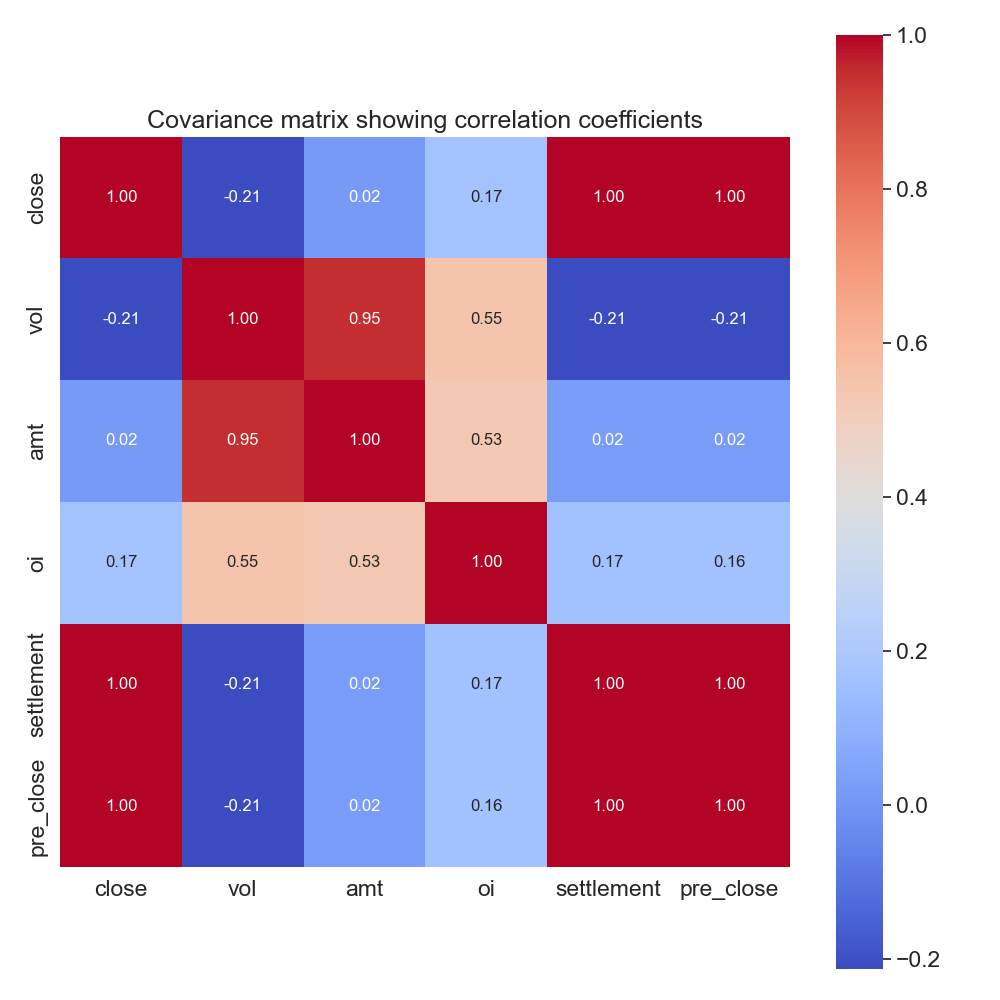 Covariance matrix showing correlation coefficients
close 1.00 -0.21 0.02 0.17 1.00 1.00
vol -0.21 1.00 0.95 0.55 -0.21 -0.21
amt 0.02 0.95 1.00 0.53 0.02 0.02
oi 0.17 0.55 0.53 1.00 0.17 0.16
settlement 1.00 -0.21 0.02 0.17 1.00 1.00
pre_close 1.00 -0.21 0.02 0.16 1.00 1.00
close vol amt oi settlement pre_close
1.0
0.8
0.6
0.4
0.2
0.0
−0.2